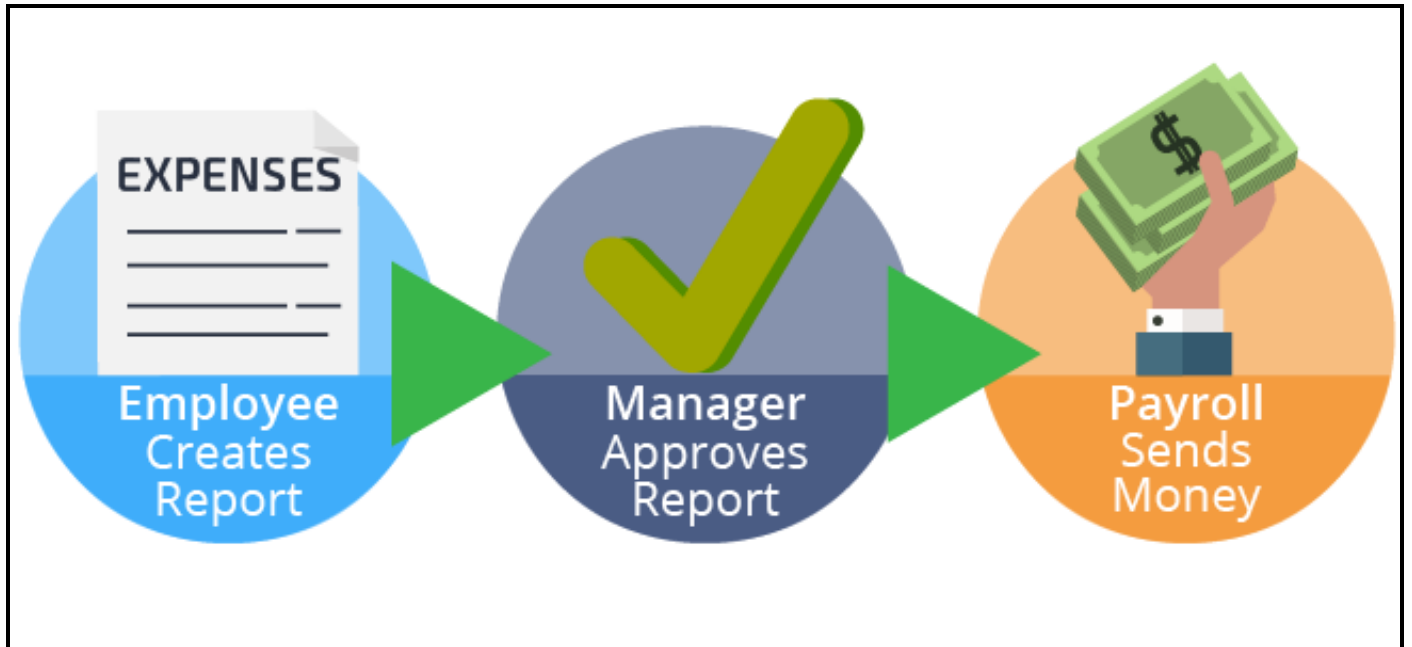 EXPENSES
Employee
Creates
Report
Manager
Approves
Report
$
Payroll
Sends
Money